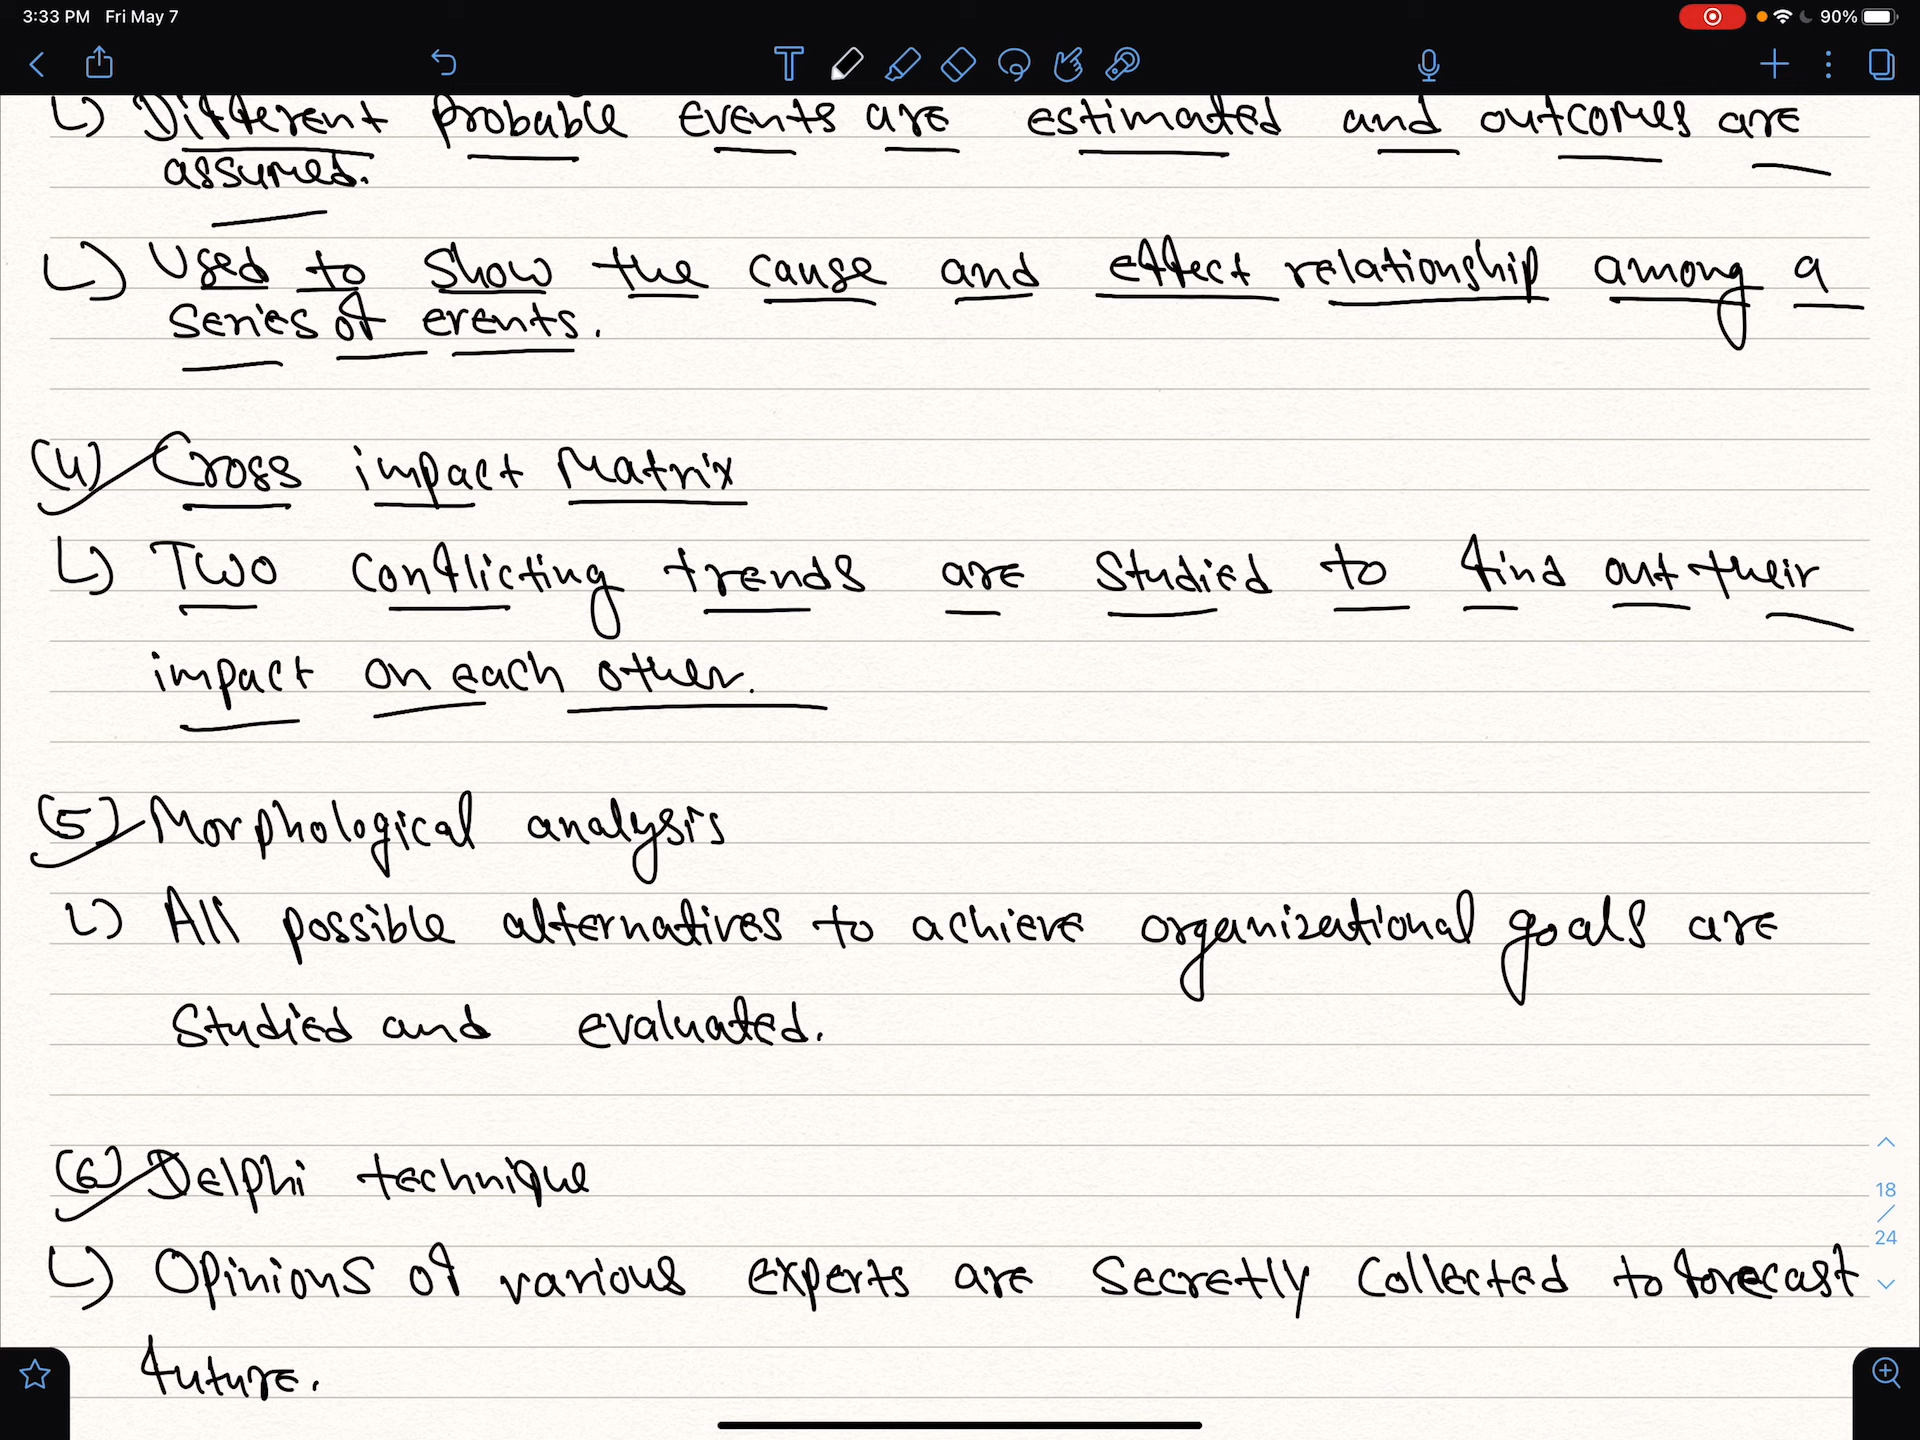 3:33 PM Fri May 7
90%
T
↳ Different probable events are estimated and outcomes are
assumed.
↳ Used to show the cause and effect relationship among a
series of events.
(4) Cross impact Matrix
↳ Two conflicting trends are studied to find out their
impact on each other.
(5) Morphological analysis
↳ All possible alternatives to achieve organizational goals are
studied and evaluated.
(6) Delphi technique
↳ Opinions of various experts are secretly collected to forecast
future.
18
/
24